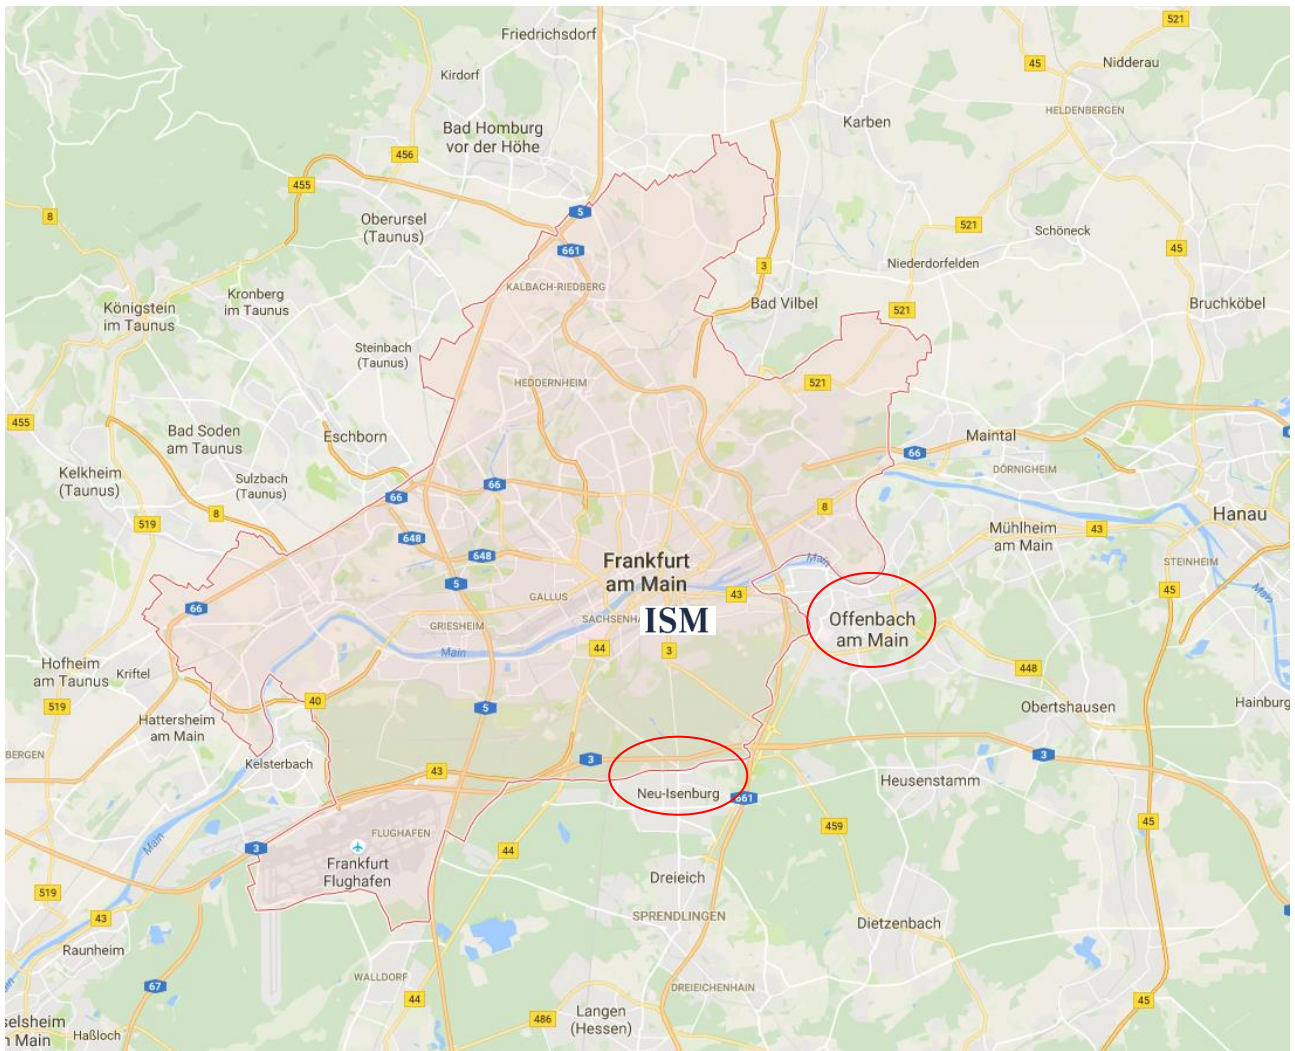 Friedrichsdorf
521
Nidderau
45
Kirdorf
HELDENBERGEN
Karben
Bad Homburg
vor der Höhe
456
455
8
5
Oberursel
(Taunus)
521
Schöneck
45
661
3
Niederdorfelden
KALBACH-RIEDBERG
Kronberg
im Taunus
Königstein
im Taunus
Bad Vilbel
521
Bruchköbel
Steinbach
(Taunus)
HEDDERNHEIM
521
455
Bad Soden
am Taunus
Eschborn
Maintal
66
Kelkheim
(Taunus)
Sulzbach
(Taunus)
66
66
DÖRNIGHEIM
8
519
8
Hanau
Mühlheim
am Main
43
648
648
Frankfurt
am Main
Main
STEINHEIM
5
45
Main
GALLUS
43
66
SACHSENHA
ISM
Offenbach
am Main
GRIESHEIM
Main
44
3
Hofheim
am Taunus
Kriftel
448
519
40
5
Obertshausen
Hainburg
Hattersheim
am Main
BERGEN
Kelsterbach
43
3
3
Heusenstamm
Neu-Isenburg
661
459
45
Main
3
FLUGHAFEN
Frankfurt
Flughafen
44
Dreieich
519
43
SPRENDLINGEN
Dietzenbach
Raunheim
WALLDORF
67
44
DREIEICHENHAIN
45
486
Langen
(Hessen)
selsheim
n Main
Haßloch